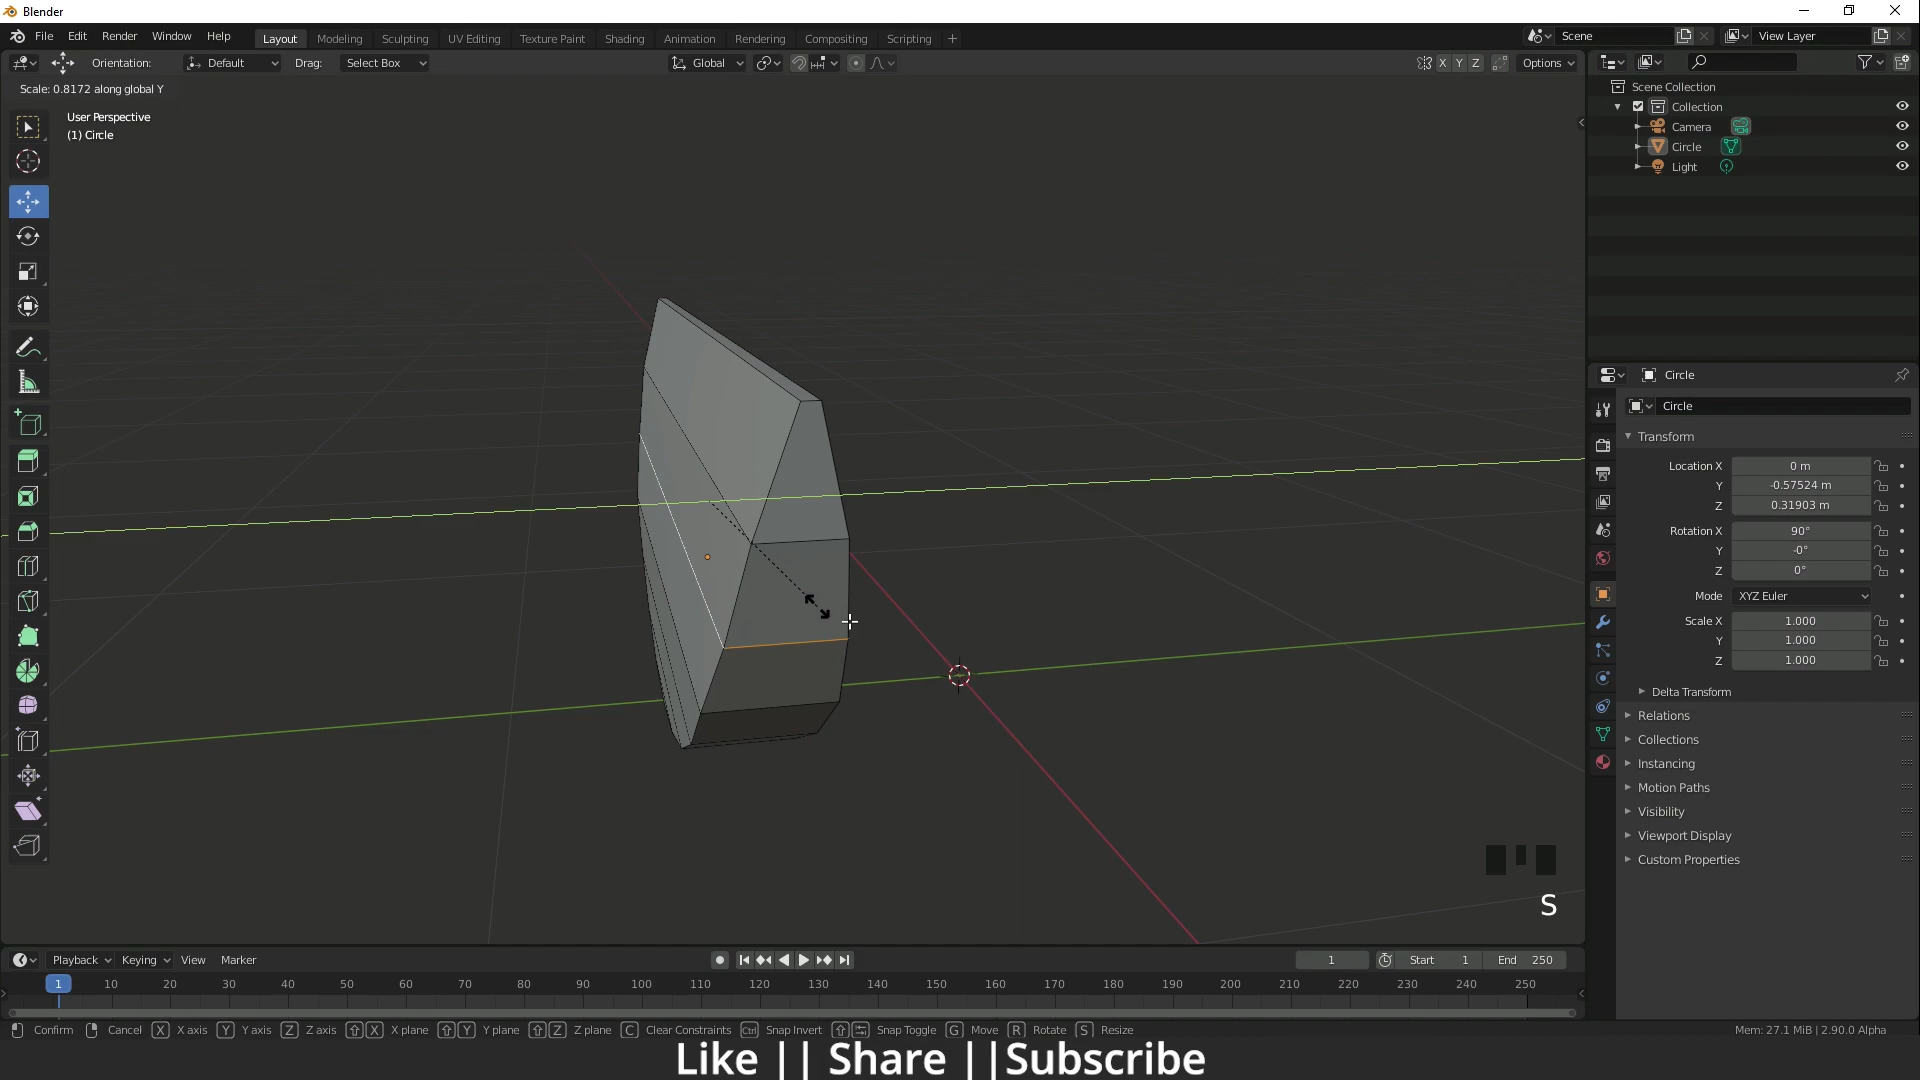 Blender
File Edit Render Window Help
Layout Modeling Sculpting UV Editing Texture Paint Shading Animation Rendering Compositing Scripting
Scene View Layer
Orientation: Default Drag: Select Box Global X Y Z Options
Scale: 0.8172 along global Y
User Perspective
(1) Circle
Scene Collection
Collection
Camera
Circle
Light
Circle
Circle
Transform
Location X 0 m
Y -0.57524 m
Z 0.31903 m
Rotation X 90°
Y -0°
Z 0°
Mode XYZ Euler
Scale X 1.000
Y 1.000
Z 1.000
Delta Transform
Relations
Collections
Instancing
Motion Paths
Visibility
Viewport Display
Custom Properties
S
Playback Keying View Marker 1 Start 1 End 250
1 10 20 30 40 50 60 70 80 90 100 110 120 130 140 150 160 170 180 190 200 210 220 230 240 250
Confirm Cancel X X axis Y Y axis Z Z axis X X plane Y Y plane Z Z plane C Clear Constraints Ctrl Snap Invert Snap Toggle G Move R Rotate S Resize Mem: 27.1 MiB | 2.90.0 Alpha
Like || Share ||Subscribe